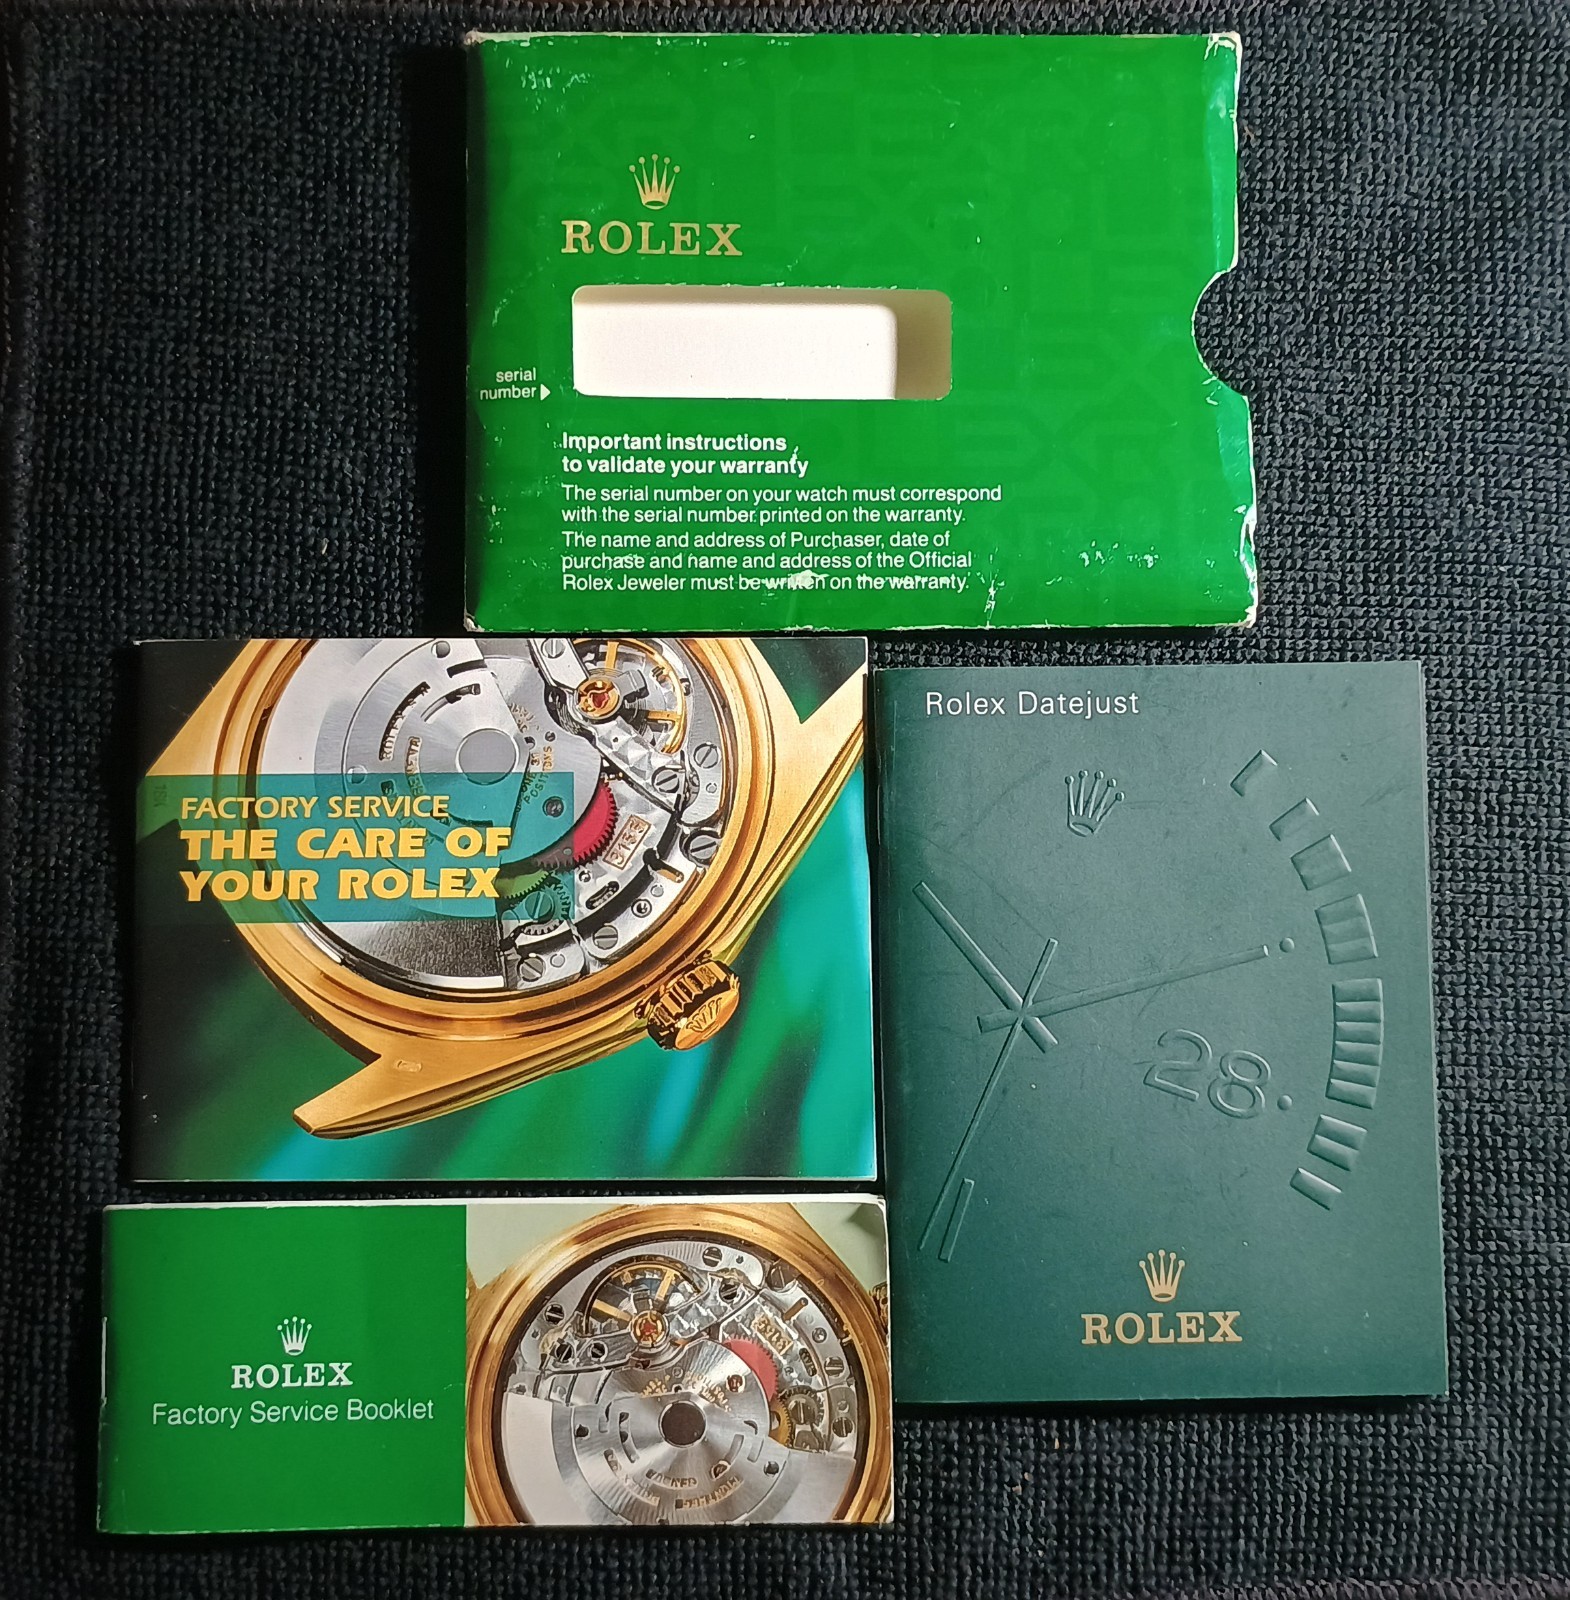 ROLEX
serial
number
Important instructions
to validate your warranty
The serial number on your watch must correspond
with the serial number printed on the warranty.
The name and address of Purchaser, date of
purchase and name and address of the Official
Rolex Jeweler must be written on the warranty.
FACTORY SERVICE
THE CARE OF
YOUR ROLEX
POSITIONS
Rolex Datejust
28
ROLEX
ROLEX
Factory Service Booklet